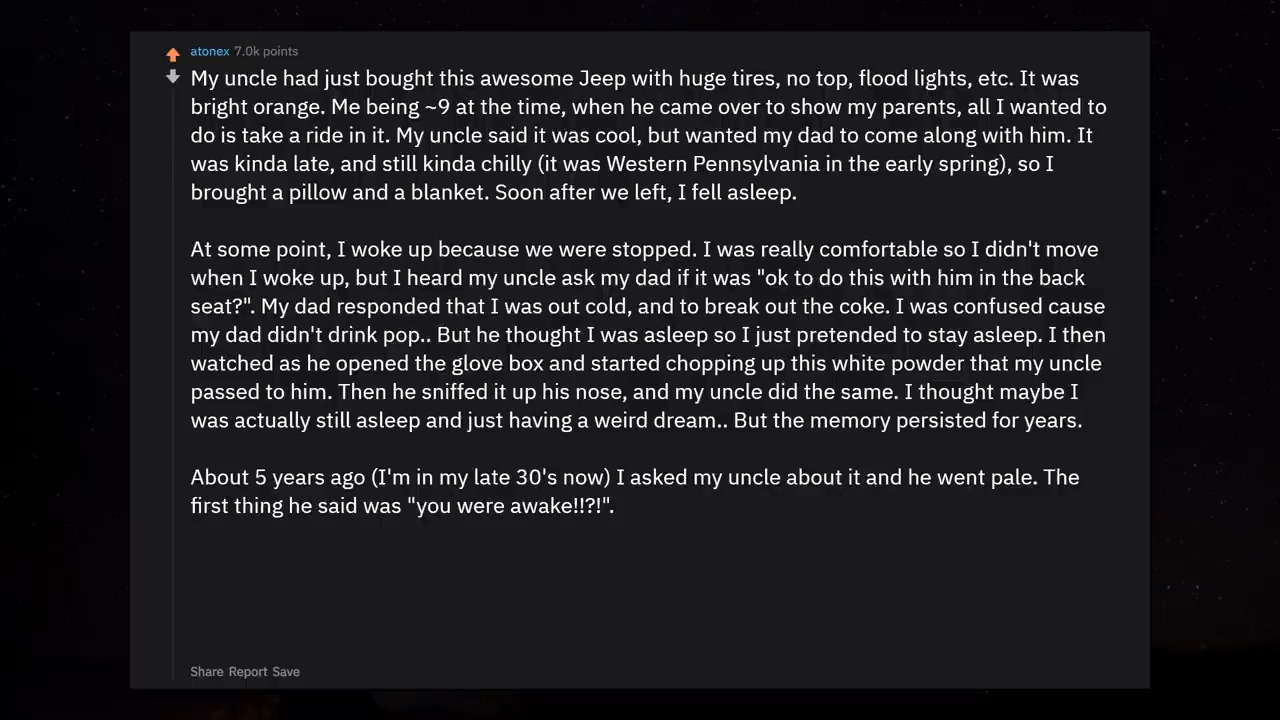 atonex 7.0k points
My uncle had just bought this awesome Jeep with huge tires, no top, flood lights, etc. It was
bright orange. Me being ~9 at the time, when he came over to show my parents, all I wanted to
do is take a ride in it. My uncle said it was cool, but wanted my dad to come along with him. It
was kinda late, and still kinda chilly (it was Western Pennsylvania in the early spring), so I
brought a pillow and a blanket. Soon after we left, I fell asleep.
At some point, I woke up because we were stopped. I was really comfortable so I didn't move
when I woke up, but I heard my uncle ask my dad if it was "ok to do this with him in the back
seat?". My dad responded that I was out cold, and to break out the coke. I was confused cause
my dad didn't drink pop.. But he thought I was asleep so I just pretended to stay asleep. I then
watched as he opened the glove box and started chopping up this white powder that my uncle
passed to him. Then he sniffed it up his nose, and my uncle did the same. I thought maybe I
was actually still asleep and just having a weird dream.. But the memory persisted for years.
About 5 years ago (I'm in my late 30's now) I asked my uncle about it and he went pale. The
first thing he said was "you were awake!!?!".
Share Report Save